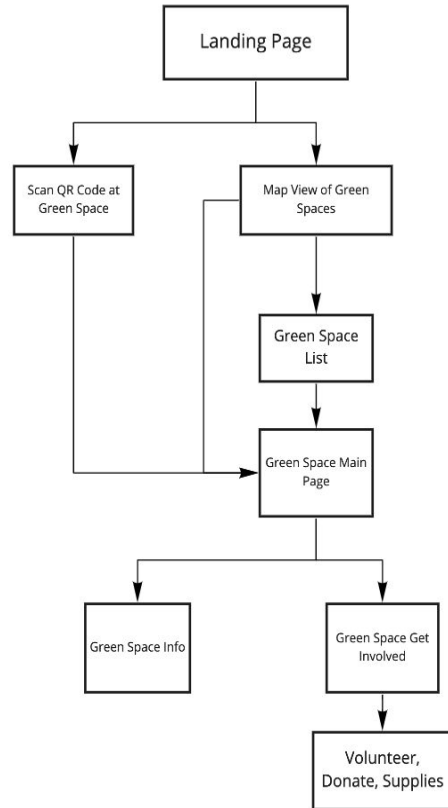 Landing Page
Scan QR Code at
Green Space
Map View of Green
Spaces
Green Space
List
Green Space Main
Page
Green Space Info
Green Space Get
Involved
Volunteer,
Donate, Supplies